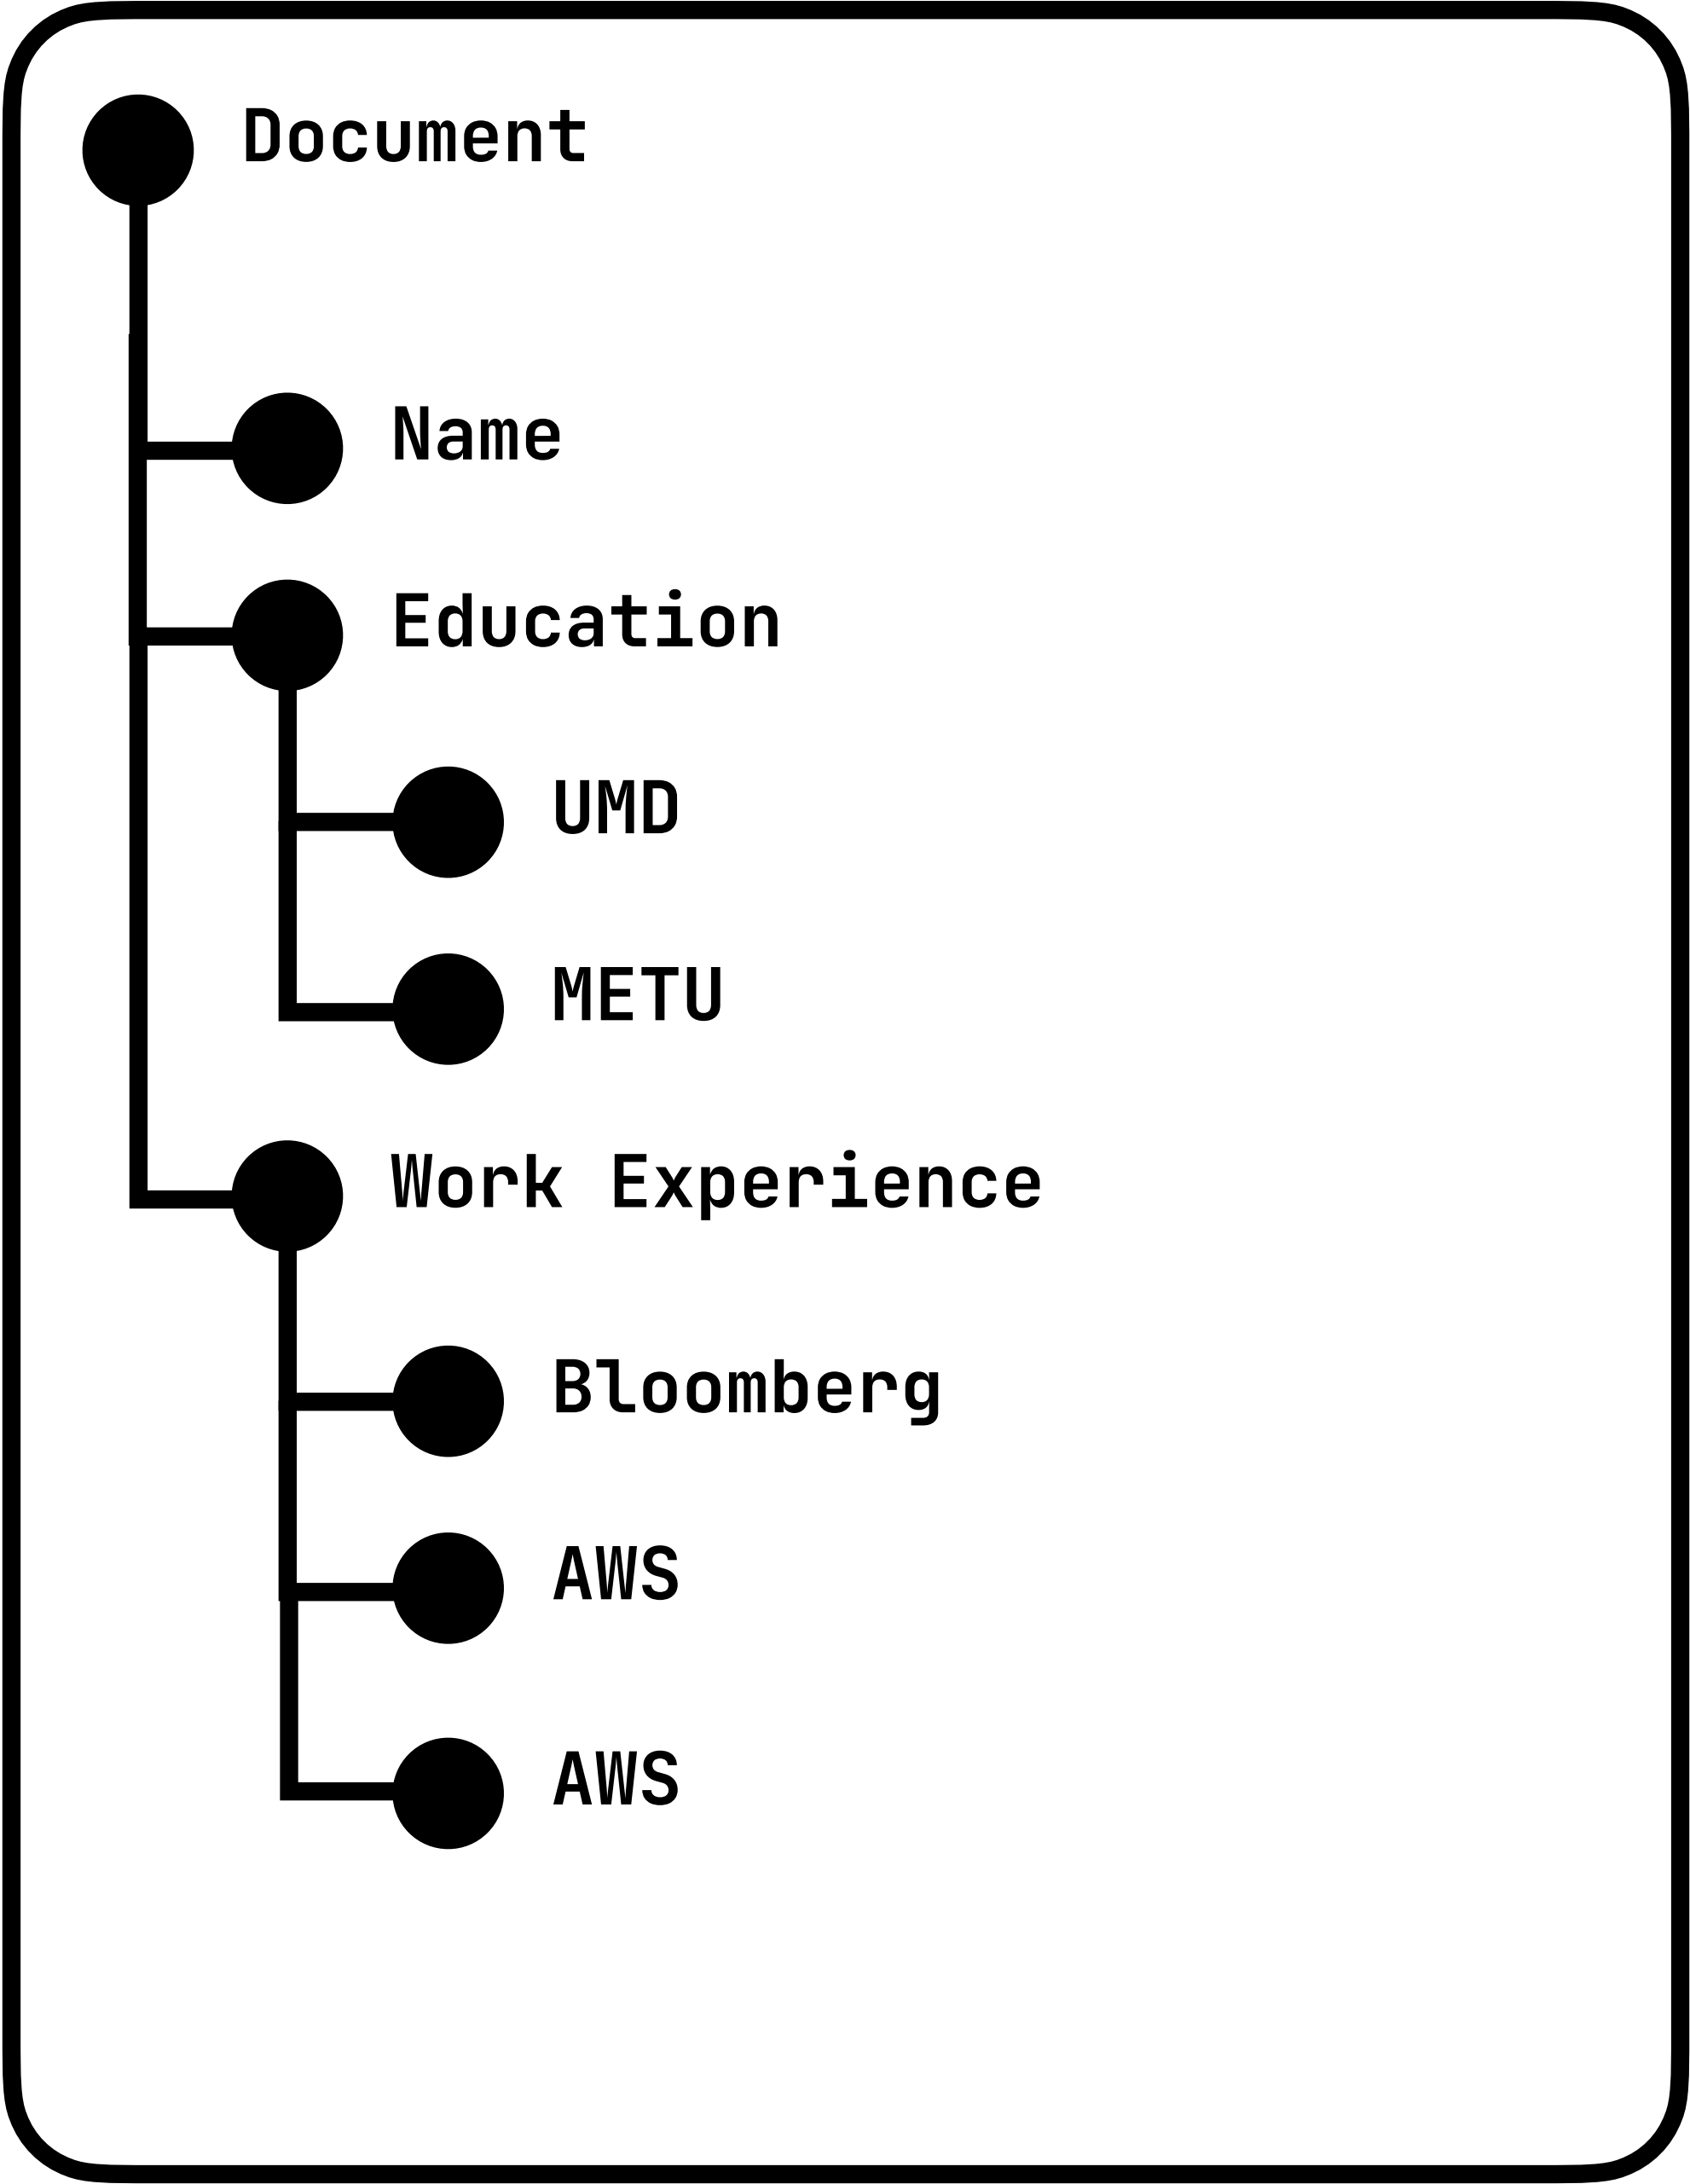 Document
Name
Education
UMD
METU
Work Experience
Bloomberg
AWS
AWS